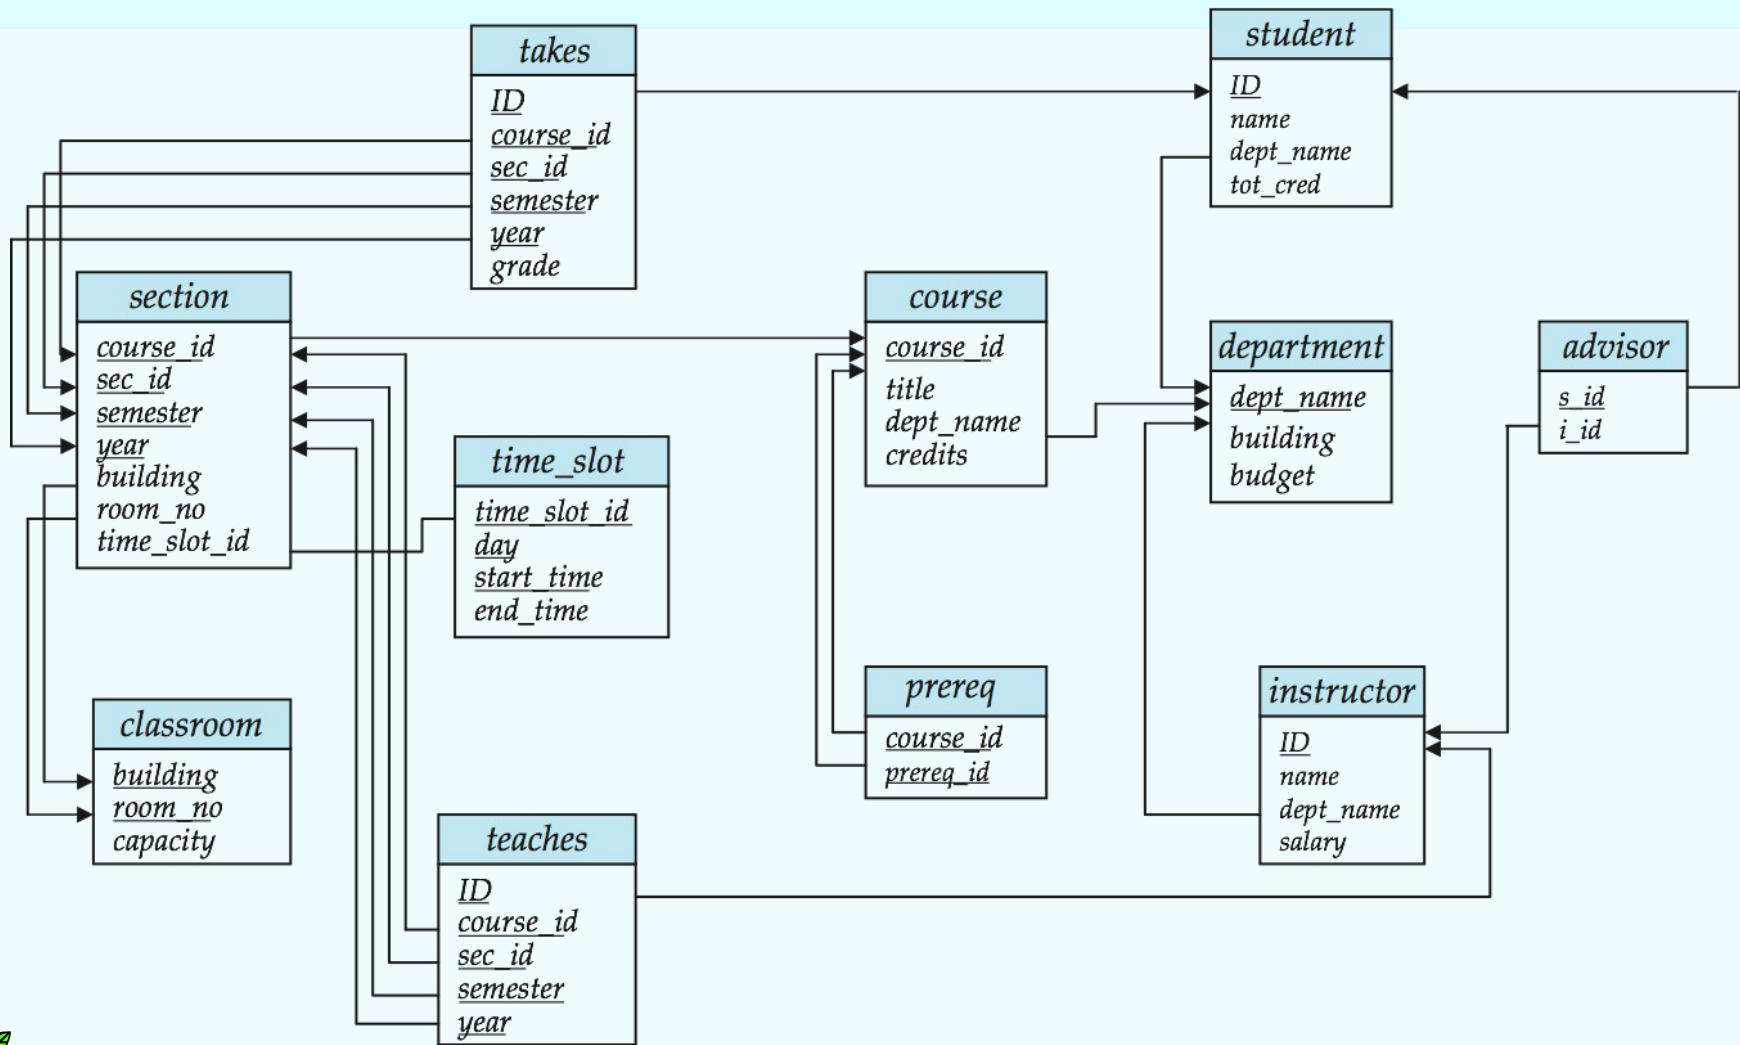 takes
ID
course_id
sec_id
semester
year
grade
student
ID
name
dept_name
tot_cred
section
course_id
sec_id
semester
year
building
room_no
time_slot_id
course
course_id
title
dept_name
credits
department
dept_name
building
budget
advisor
s_id
i_id
time_slot
time_slot_id
day
start_time
end_time
prereq
course_id
prereq_id
instructor
ID
name
dept_name
salary
classroom
building
room_no
capacity
teaches
ID
course_id
sec_id
semester
year